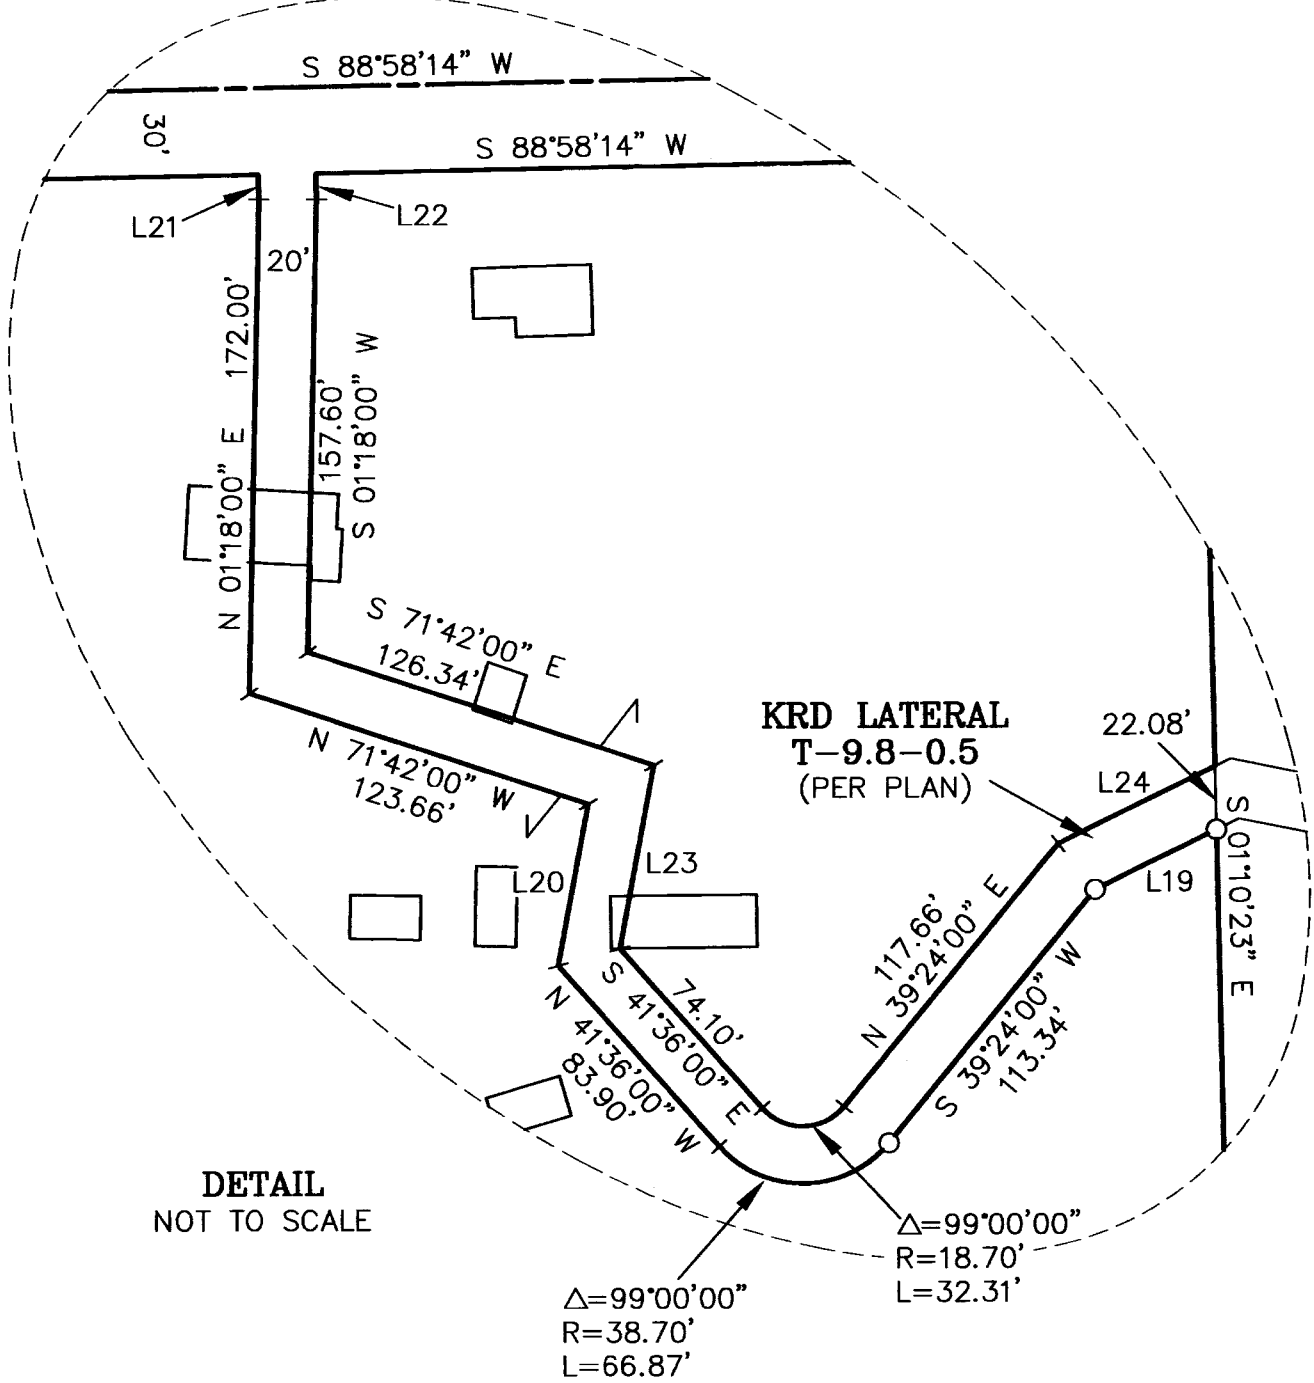 S 88°58'14" W
30'
S 88°58'14" W
L21
L22
20'
N 01°18'00" E 172.00'
157.60'
S 01°18'00" W
S 71°42'00" E
126.34'
N 71°42'00" W
123.66'
KRD LATERAL
T-9.8-0.5
(PER PLAN)
22.08'
L24
L19
S 01°10'23" E
L20
L23
117.66'
N 39°24'00" E
S 39°24'00" W
113.34'
74.10'
S 41°36'00" E
N 41°36'00" W
83.90'
DETAIL
NOT TO SCALE
△=99°00'00"
R=18.70'
L=32.31'
△=99°00'00"
R=38.70'
L=66.87'